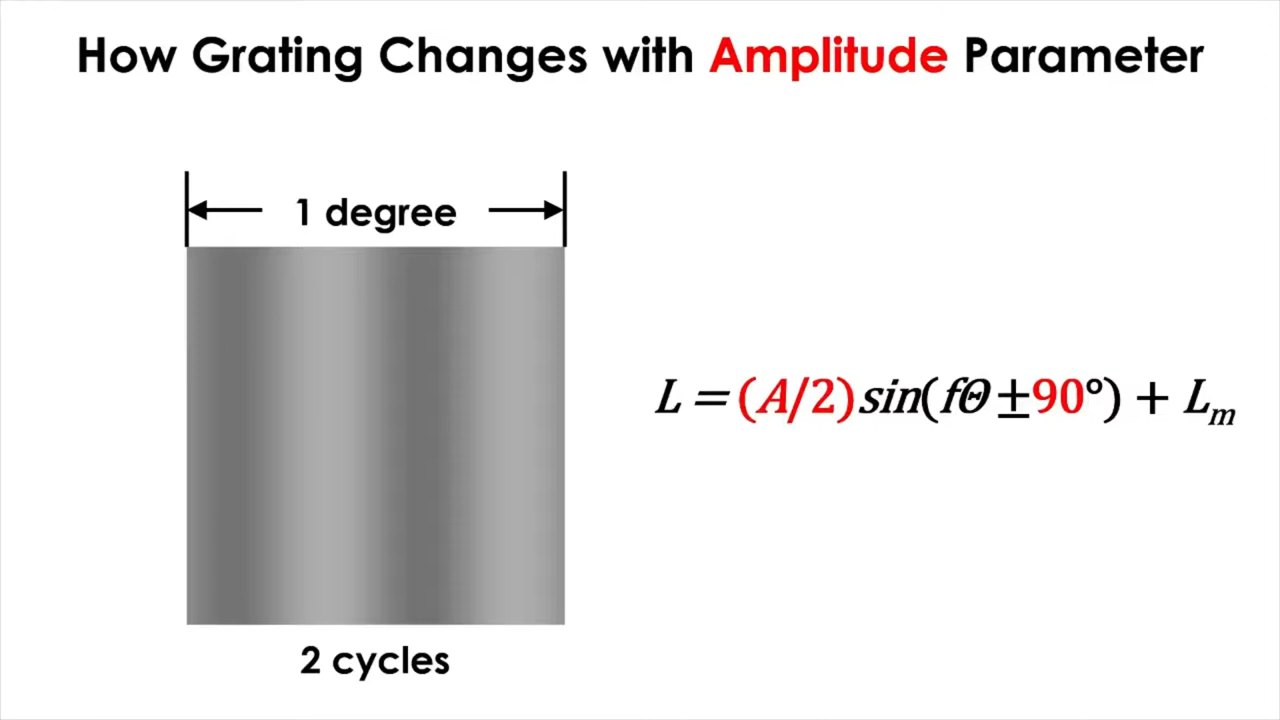 How Grating Changes with Amplitude Parameter
1 degree
L = (A/2)sin(fΘ ±90°) + Lₘ
2 cycles